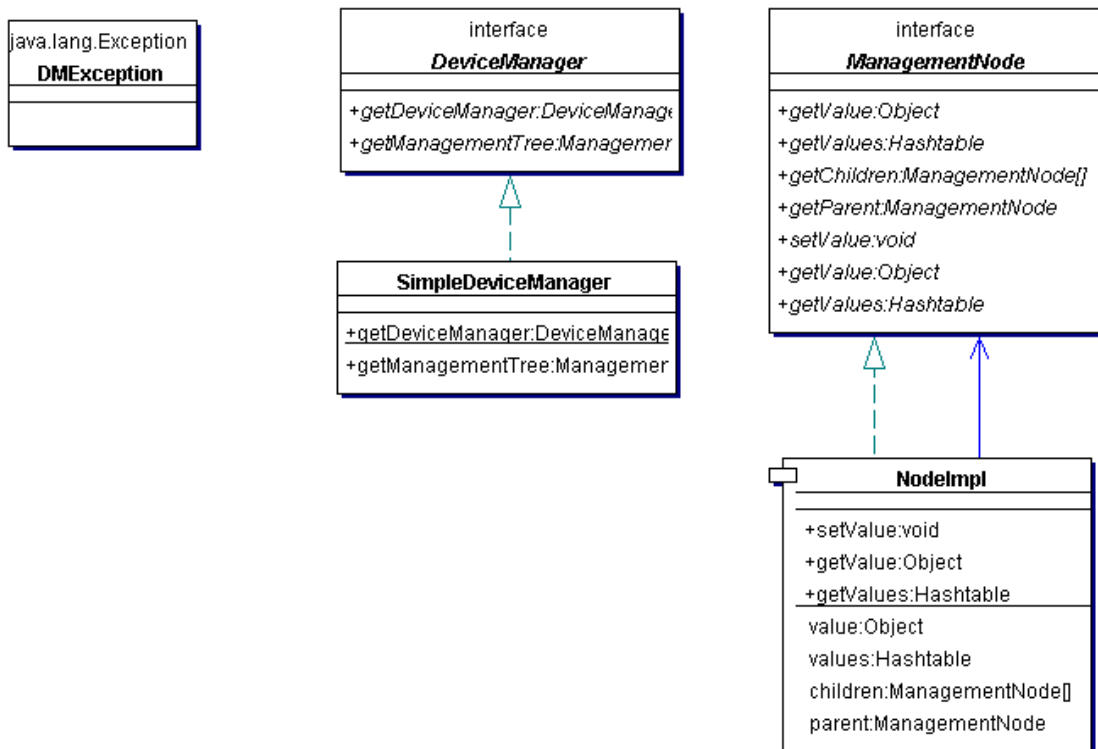 java.lang.Exception
DMException
interface
DeviceManager
+getDeviceManager:DeviceManage
+getManagementTree:Managemer
SimpleDeviceManager
+getDeviceManager:DeviceManage
+getManagementTree:Managemer
interface
ManagementNode
+getValue:Object
+getValues:Hashtable
+getChildren:ManagementNode[]
+getParent:ManagementNode
+setValue:void
+getValue:Object
+getValues:Hashtable
NodeImpl
+setValue:void
+getValue:Object
+getValues:Hashtable
value:Object
values:Hashtable
children:ManagementNode[]
parent:ManagementNode